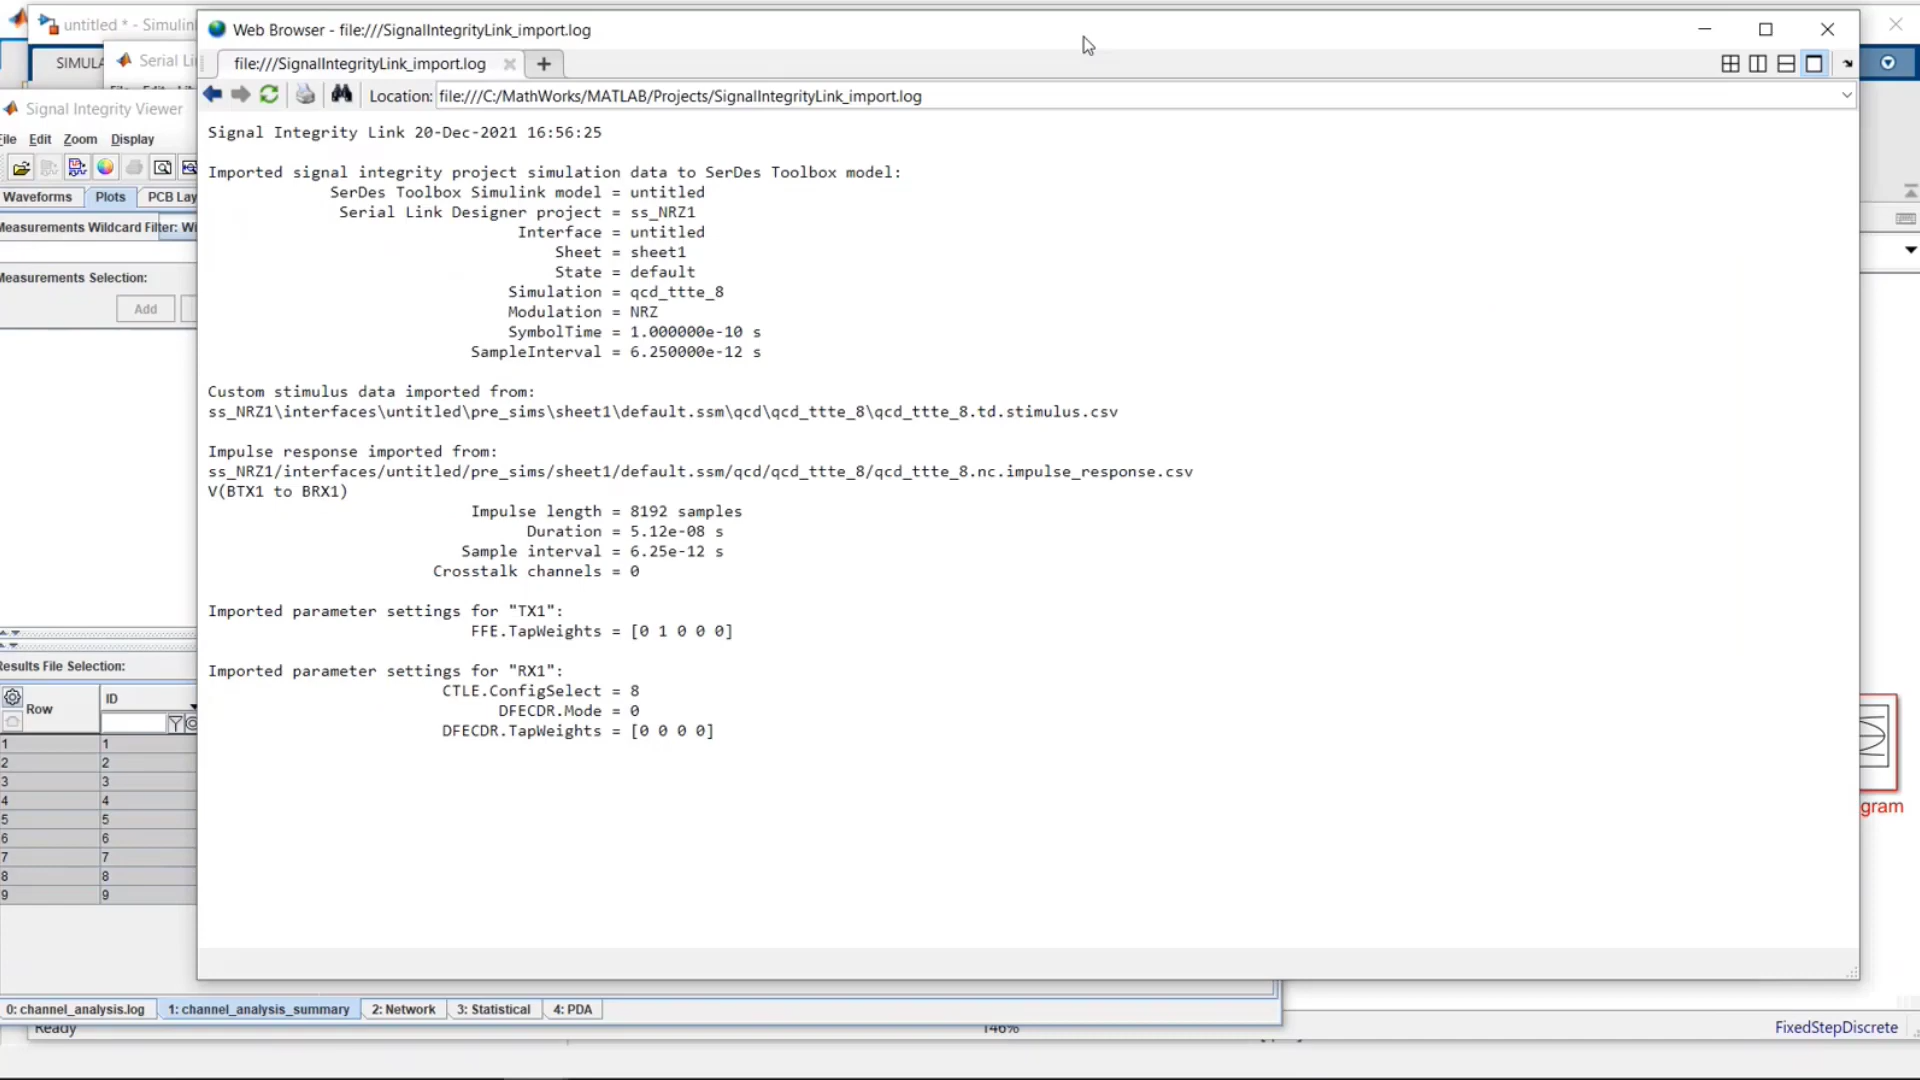 untitled * - Simulin
Web Browser - file:///SignalIntegrityLink_import.log
SIMULA
Serial Li
file:///SignalIntegrityLink_import.log
Location: file:///C:/MathWorks/MATLAB/Projects/SignalIntegrityLink_import.log
Signal Integrity Viewer
File Edit Zoom Display
Waveforms Plots PCB Lay
Measurements Wildcard Filter: Wi
Measurements Selection:
Add
Signal Integrity Link 20-Dec-2021 16:56:25
Imported signal integrity project simulation data to SerDes Toolbox model:
SerDes Toolbox Simulink model = untitled
Serial Link Designer project = ss_NRZ1
Interface = untitled
Sheet = sheet1
State = default
Simulation = qcd_ttte_8
Modulation = NRZ
SymbolTime = 1.000000e-10 s
SampleInterval = 6.250000e-12 s
Custom stimulus data imported from:
ss_NRZ1\interfaces\untitled\pre_sims\sheet1\default.ssm\qcd\qcd_ttte_8\qcd_ttte_8.td.stimulus.csv
Impulse response imported from:
ss_NRZ1/interfaces/untitled/pre_sims/sheet1/default.ssm/qcd/qcd_ttte_8/qcd_ttte_8.nc.impulse_response.csv
V(BTX1 to BRX1)
Impulse length = 8192 samples
Duration = 5.12e-08 s
Sample interval = 6.25e-12 s
Crosstalk channels = 0
Imported parameter settings for "TX1":
FFE.TapWeights = [0 1 0 0 0]
Imported parameter settings for "RX1":
CTLE.ConfigSelect = 8
DFECDR.Mode = 0
DFECDR.TapWeights = [0 0 0 0]
Results File Selection:
Row ID
1 1
2 2
3 3
4 4
5 5
6 6
7 7
8 8
9 9
gram
0: channel_analysis.log 1: channel_analysis_summary 2: Network 3: Statistical 4: PDA
Ready 146% FixedStepDiscrete